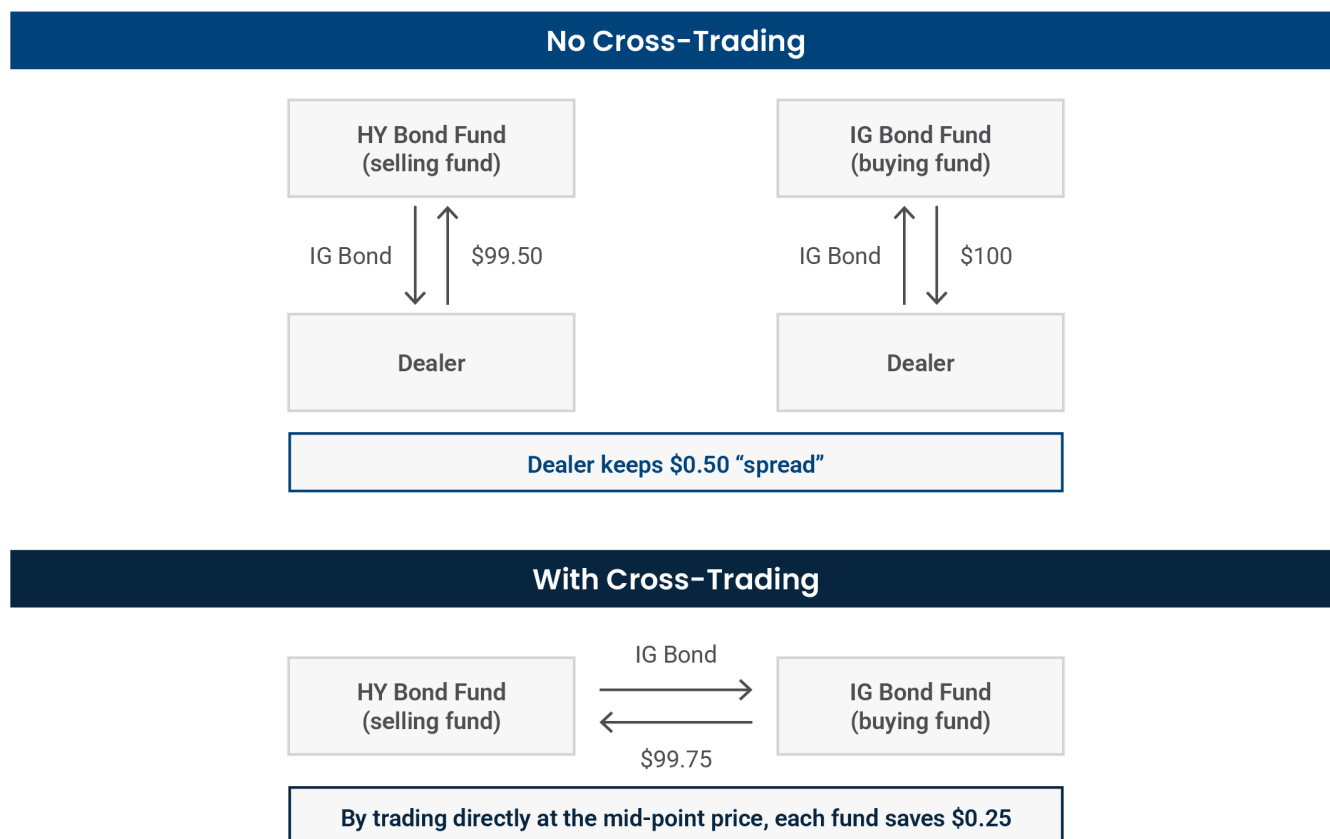 No Cross-Trading
HY Bond Fund
(selling fund)
IG Bond Fund
(buying fund)
IG Bond
$99.50
IG Bond
$100
Dealer
Dealer
Dealer keeps $0.50 “spread”
With Cross-Trading
HY Bond Fund
(selling fund)
IG Bond
$99.75
IG Bond Fund
(buying fund)
By trading directly at the mid-point price, each fund saves $0.25